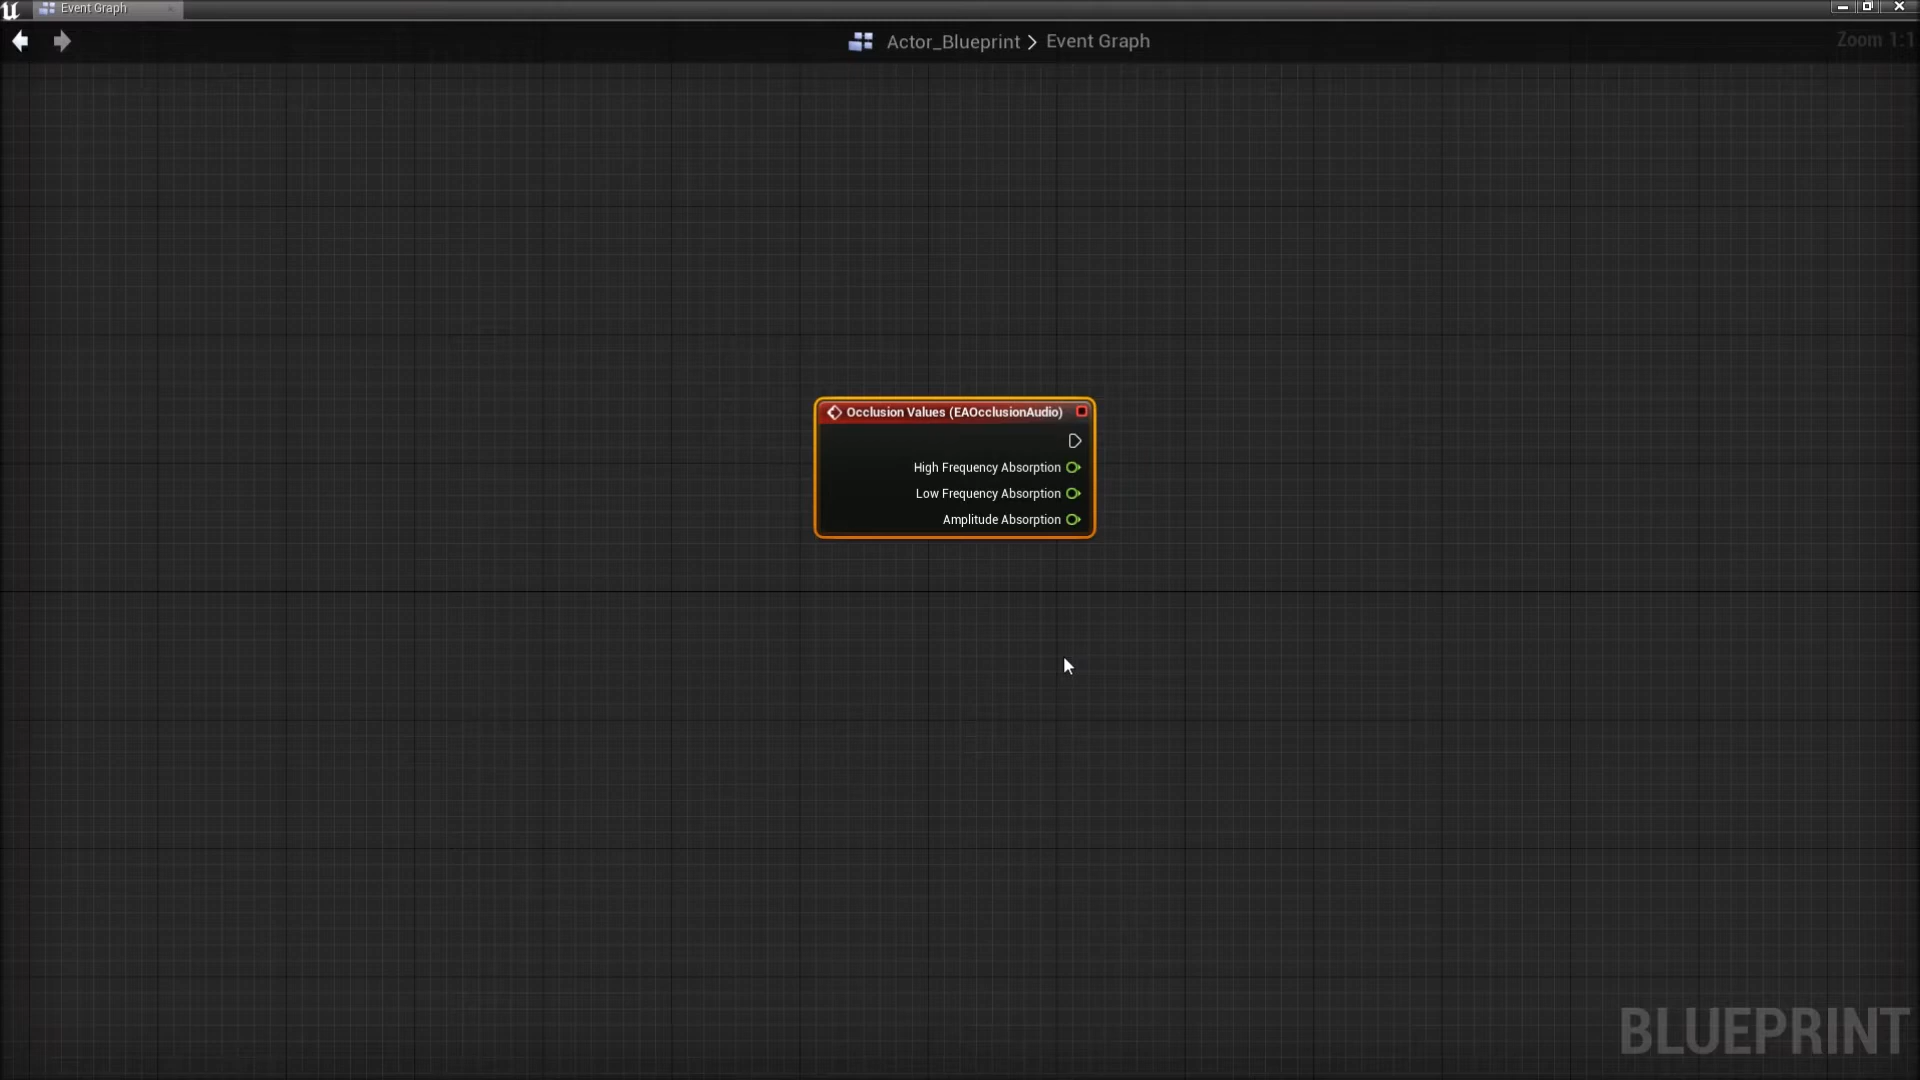 Event Graph
Actor_Blueprint > Event Graph
Zoom 1:1
Occlusion Values (EAOcclusionAudio)
High Frequency Absorption
Low Frequency Absorption
Amplitude Absorption
BLUEPRINT